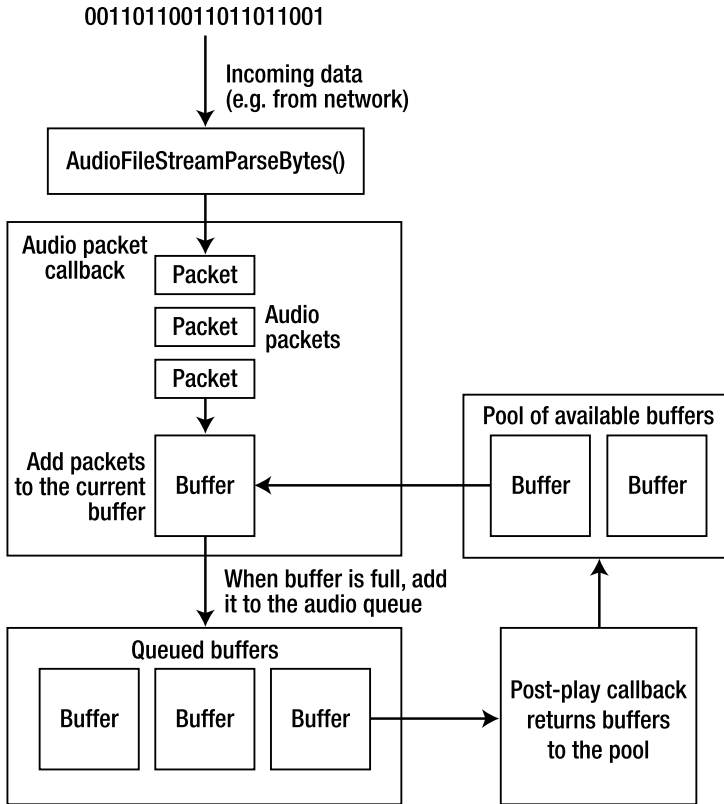 00110110011011011001
Incoming data
(e.g. from network)
AudioFileStreamParseBytes()
Audio packet
callback
Packet
Packet
Audio
packets
Packet
Add packets
to the current
buffer
Buffer
Pool of available buffers
Buffer
Buffer
When buffer is full, add
it to the audio queue
Queued buffers
Buffer
Buffer
Buffer
Post-play callback
returns buffers
to the pool